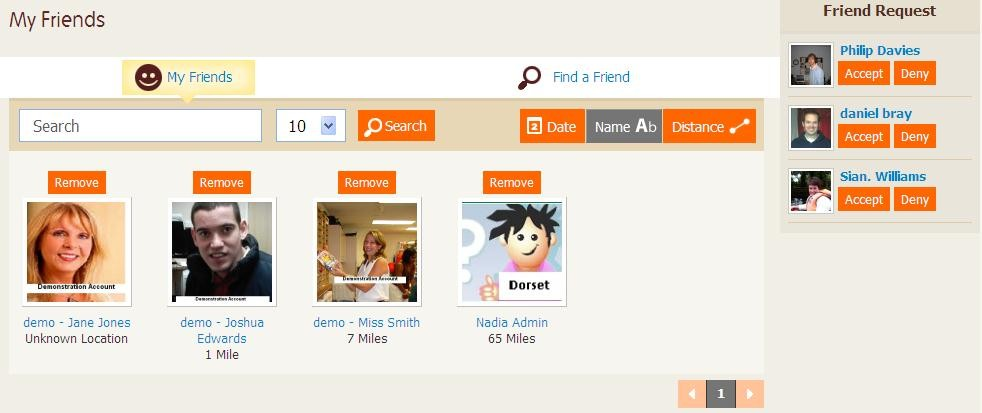 My Friends
Friend Request
My Friends
Find a Friend
Search
10
Search
2 Date
Name Ab
Distance
Philip Davies
Accept
Deny
daniel bray
Accept
Deny
Sian. Williams
Accept
Deny
Remove
Remove
Remove
Remove
Demonstration Account
Demonstration Account
Demonstration Account
Dorset
demo - Jane Jones
Unknown Location
demo - Joshua
Edwards
1 Mile
demo - Miss Smith
7 Miles
Nadia Admin
65 Miles
1